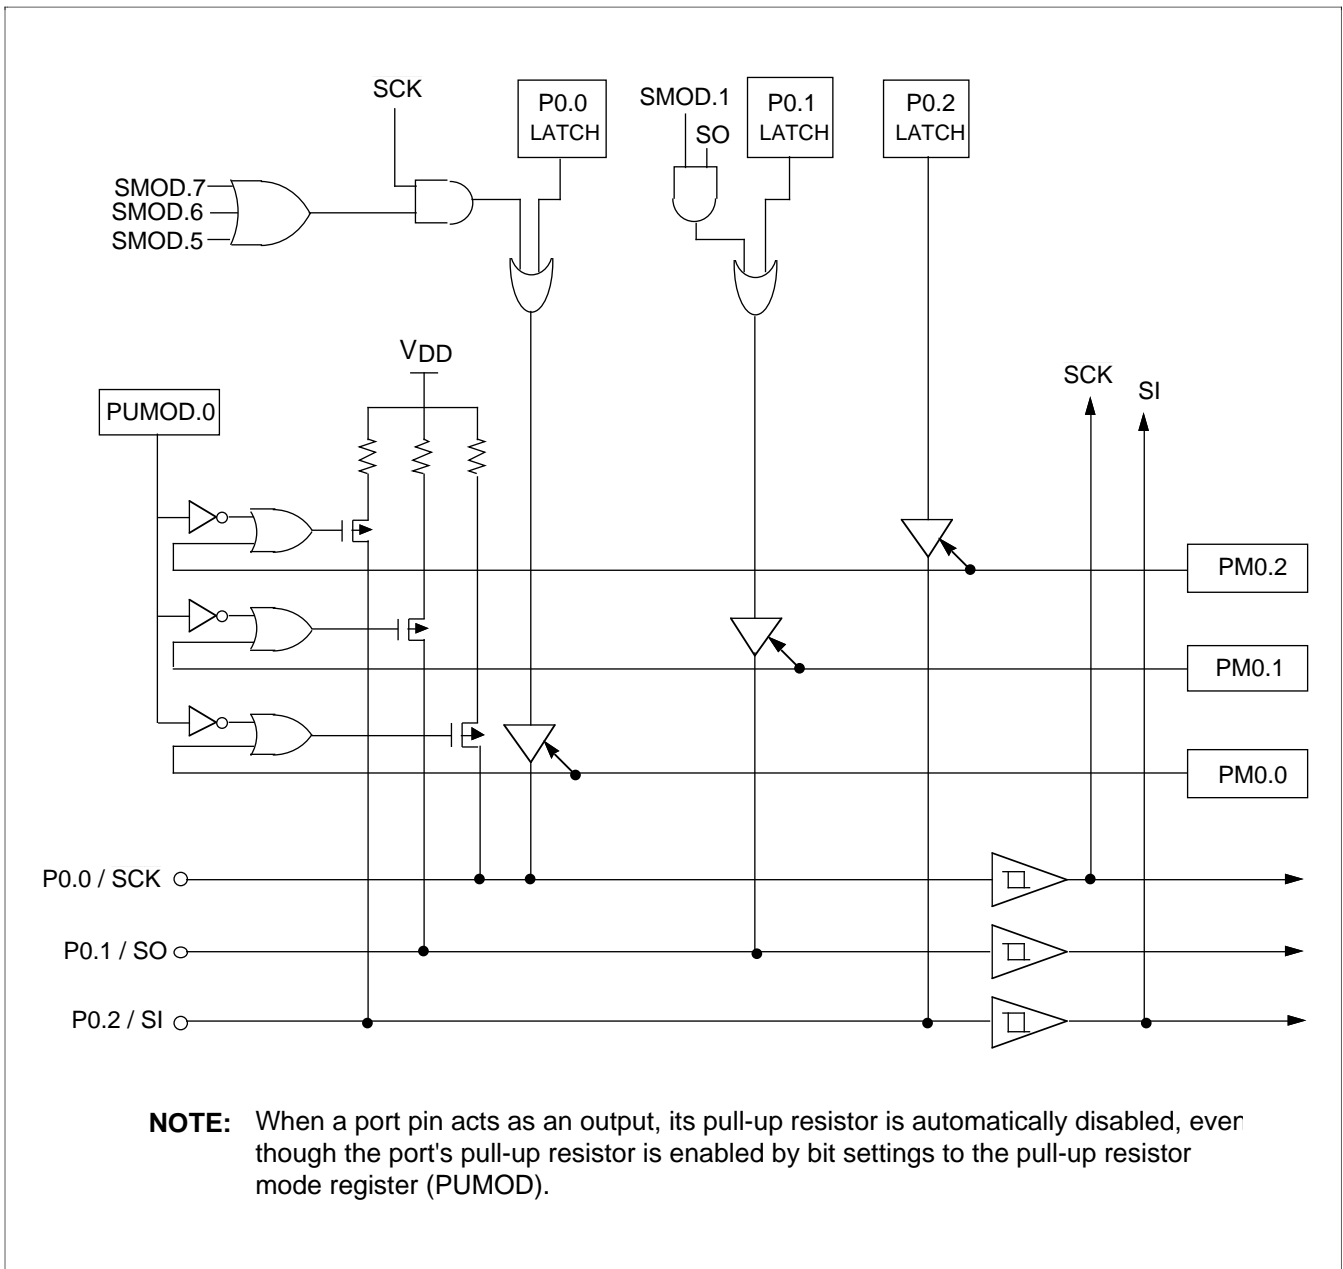 SCK
P0.0
LATCH
SMOD.1
SO
P0.1
LATCH
P0.2
LATCH
SMOD.7
SMOD.6
SMOD.5
VDD
PUMOD.0
SCK
SI
PM0.2
PM0.1
PM0.0
P0.0 / SCK
P0.1 / SO
P0.2 / SI
NOTE: When a port pin acts as an output, its pull-up resistor is automatically disabled, even
though the port's pull-up resistor is enabled by bit settings to the pull-up resistor
mode register (PUMOD).